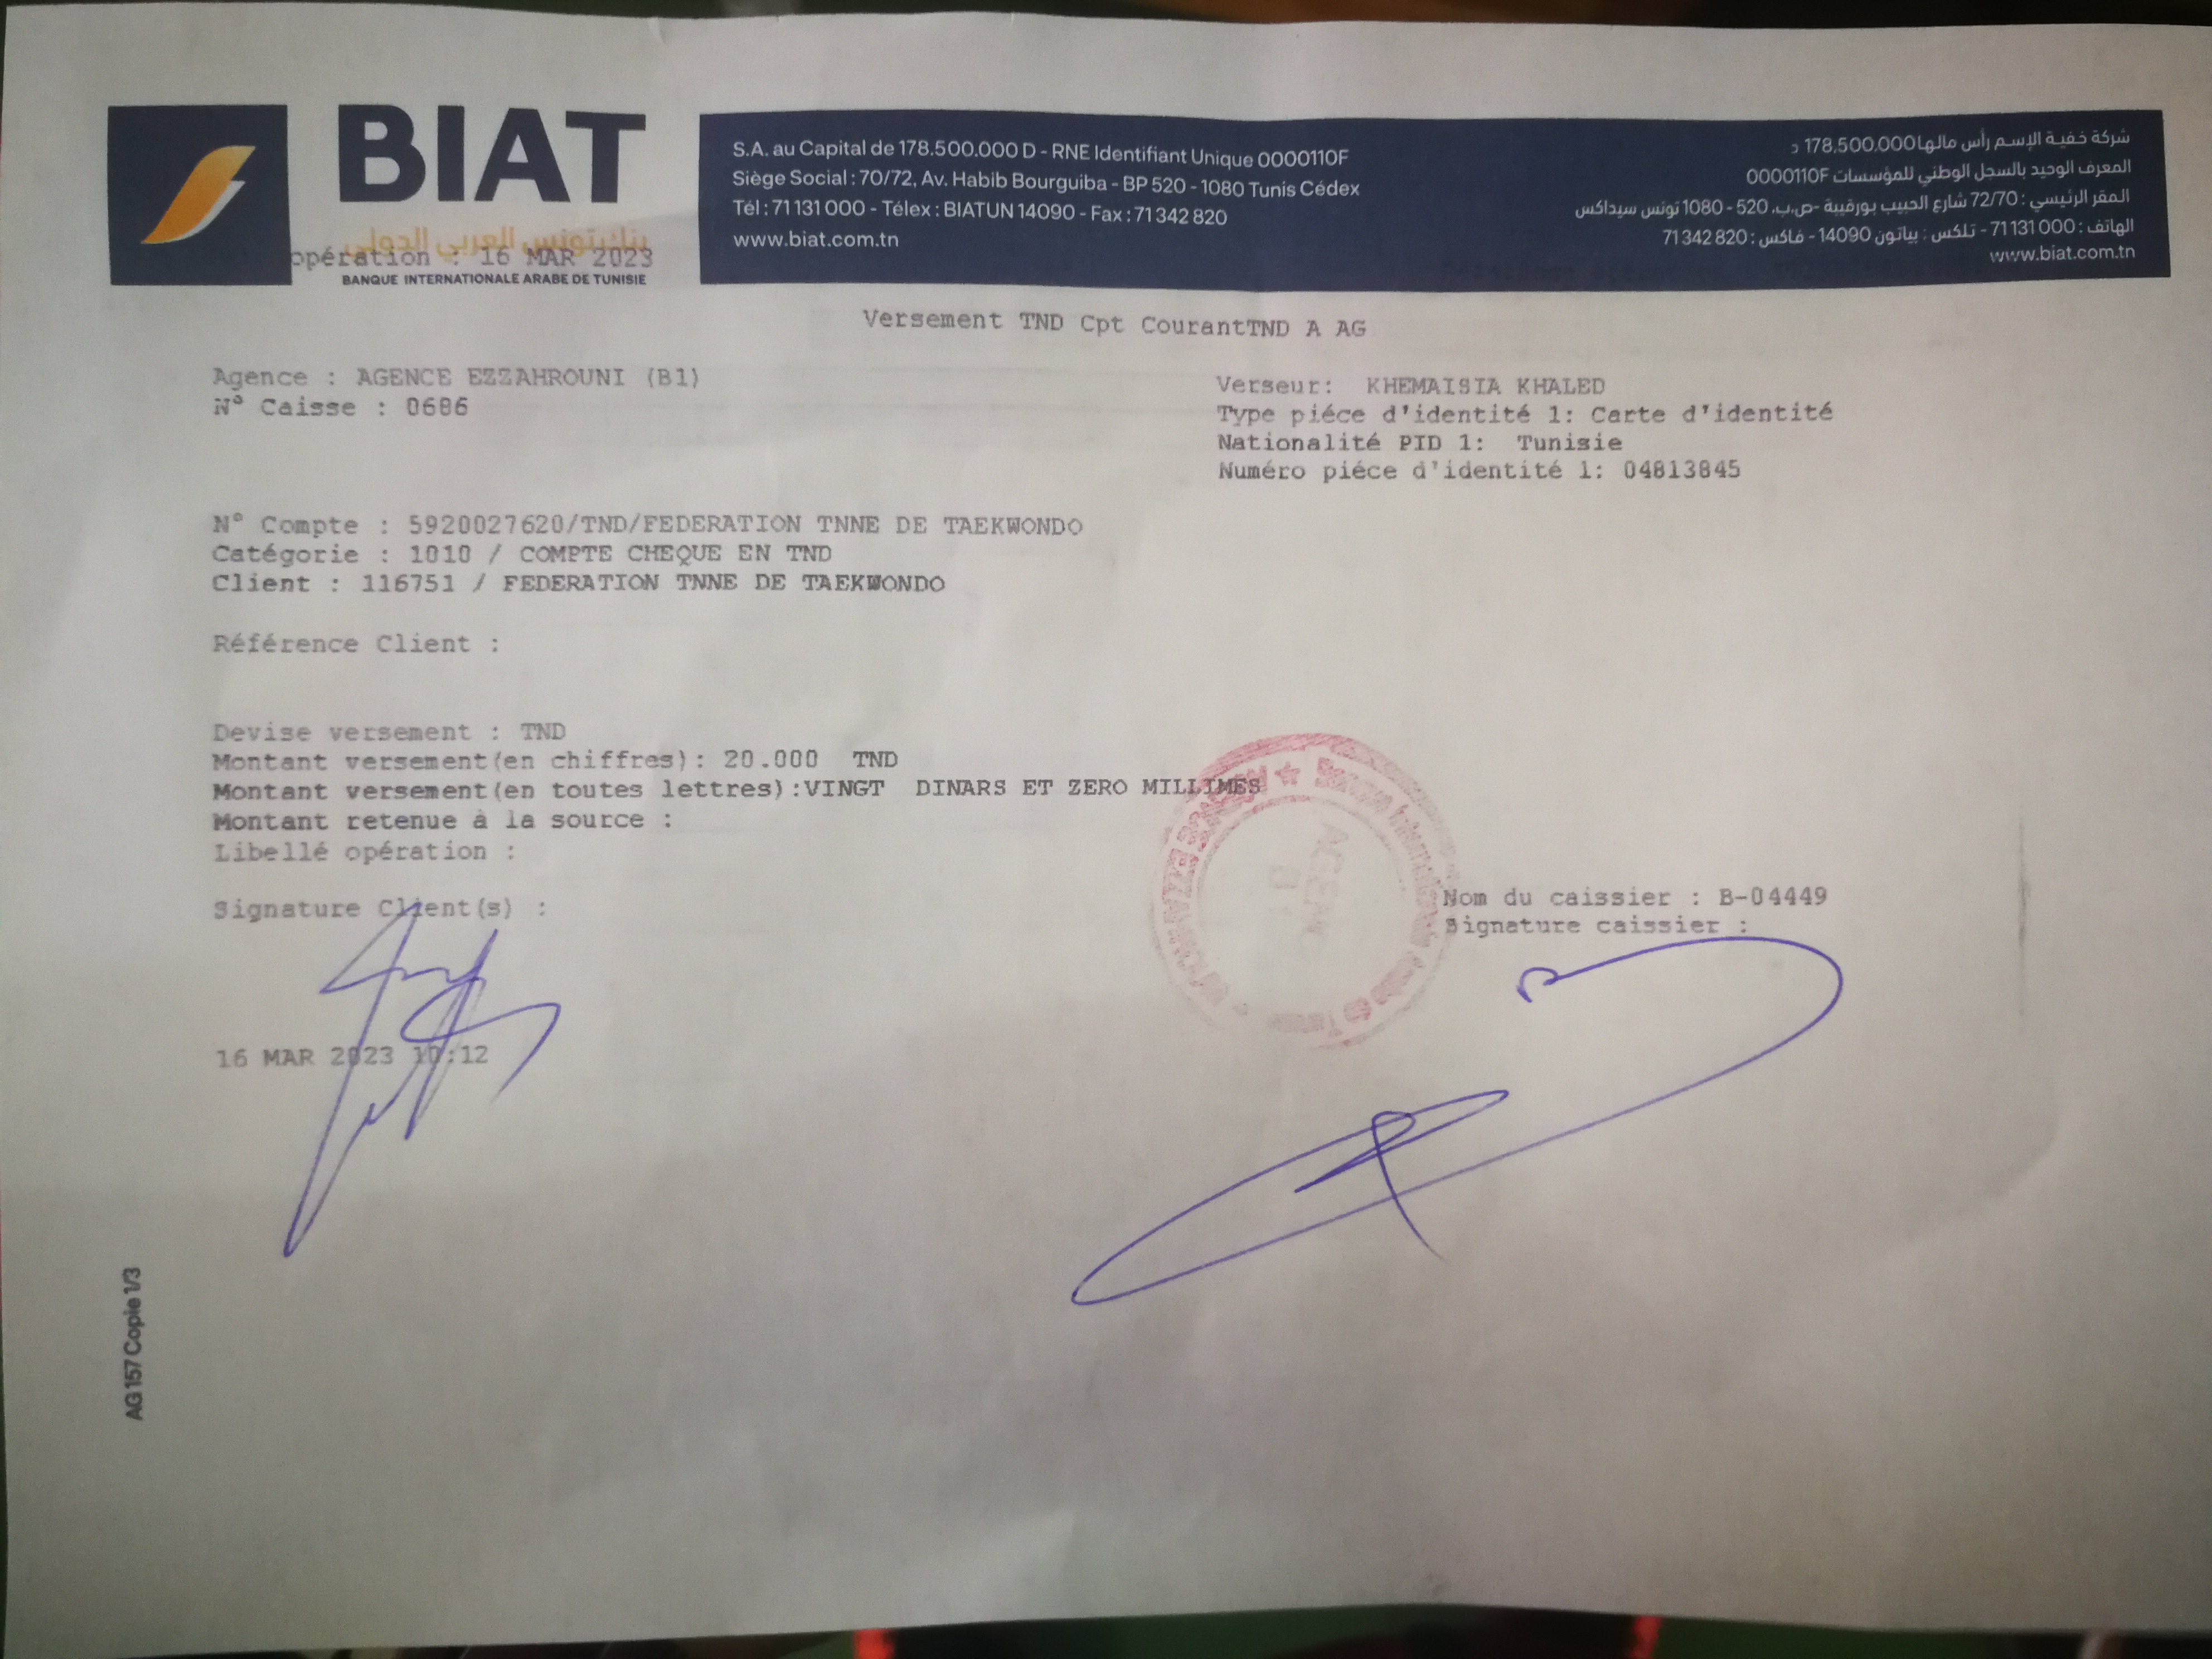 BIAT
بنك تونس العربي الدولي
opération : 16 MAR 2023
BANQUE INTERNATIONALE ARABE DE TUNISIE
S.A. au Capital de 178.500.000 D - RNE Identifiant Unique 0000110F
Siège Social : 70/72, Av. Habib Bourguiba - BP 520 - 1080 Tunis Cédex
Tél : 71 131 000 - Télex : BIATUN 14090 - Fax : 71 342 820
www.biat.com.tn
شركة خفية الإسم رأس مالها 178.500.000 د
المعرف الوحيد بالسجل الوطني للمؤسسات 0000110F
المقر الرئيسي : 72/70 شارع الحبيب بورقيبة -ص.ب. 520 - 1080 تونس سيداكس
الهاتف : 71 131 000 - تلكس : بياتون 14090 - فاكس : 71 342 820
www.biat.com.tn
Versement TND Cpt CourantTND A AG
Agence : AGENCE EZZAHROUNI (B1)
N° Caisse : 0686
Verseur: KHEMAISIA KHALED
Type piéce d'identité 1: Carte d'identité
Nationalité PID 1: Tunisie
Numéro piéce d'identité 1: 04813845
N° Compte : 5920027620/TND/FEDERATION TNNE DE TAEKWONDO
Catégorie : 1010 / COMPTE CHEQUE EN TND
Client : 116751 / FEDERATION TNNE DE TAEKWONDO
Référence Client :
Devise versement : TND
Montant versement(en chiffres): 20.000 TND
Montant versement(en toutes lettres):VINGT DINARS ET ZERO MILLIMES
Montant retenue à la source :
Libellé opération :
Signature Client(s) :
Nom du caissier : B-04449
Signature caissier :
16 MAR 2023 10:12
AG 157 Copie 1/3